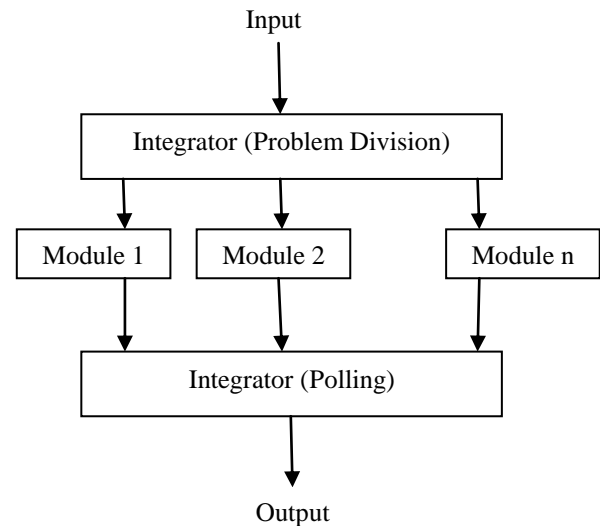 Input
Integrator (Problem Division)
Module 1
Module 2
Module n
Integrator (Polling)
Output